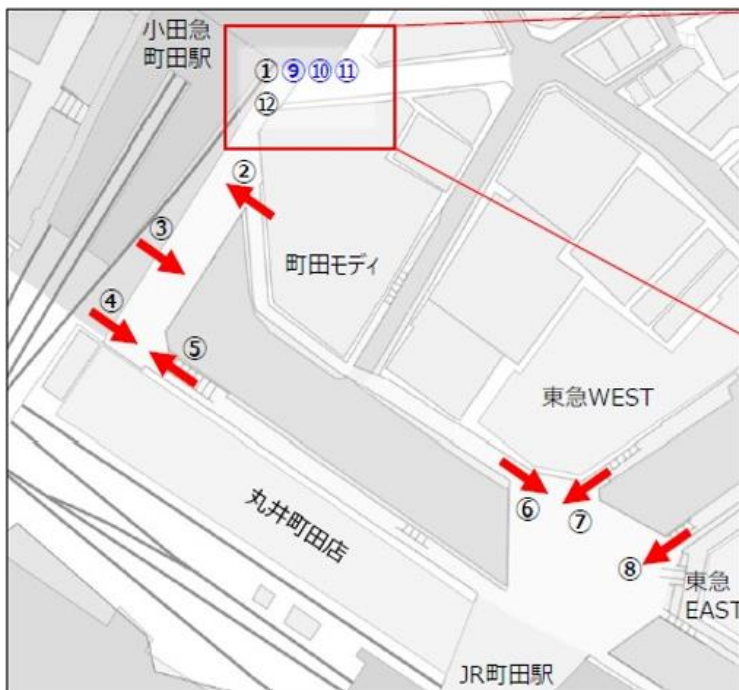 小田急
町田駅
①⑨⑩⑪
⑫
②
③
町田モディ
④
⑤
東急WEST
丸井町田店
⑥
⑦
⑧
東急
EAST
JR町田駅